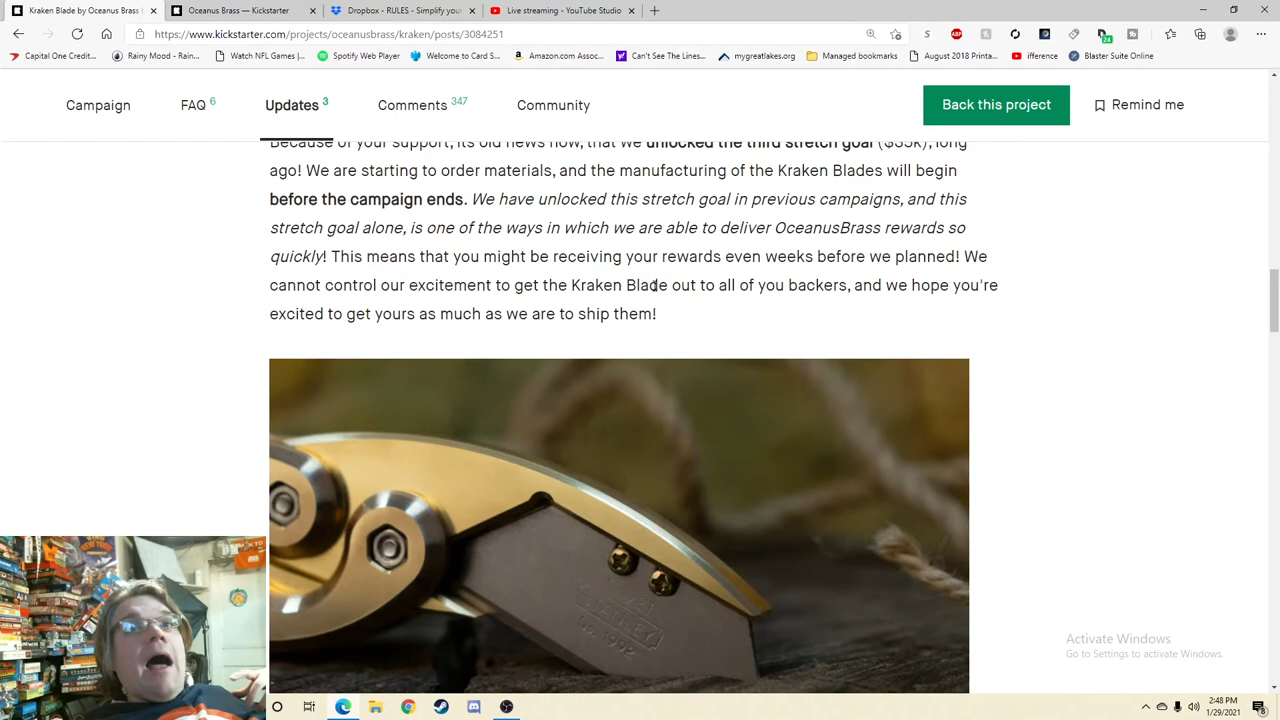 Kraken Blade by Oceanus Brass
Oceanus Brass — Kickstarter
Dropbox - RULES - Simplify your
Live streaming - YouTube Studio
https://www.kickstarter.com/projects/oceanusbrass/kraken/posts/3084251
Capital One Credit...
Rainy Mood - Rain...
Watch NFL Games |...
Spotify Web Player
Welcome to Card S...
Amazon.com Assoc...
Can't See The Lines...
mygreatlakes.org
Managed bookmarks
August 2018 Printa...
ifference
Blaster Suite Online
Campaign
FAQ 6
Updates 3
Comments 347
Community
Back this project
Remind me
Because of your support, its old news now, that we unlocked the third stretch goal ($35k), long
ago! We are starting to order materials, and the manufacturing of the Kraken Blades will begin
before the campaign ends. We have unlocked this stretch goal in previous campaigns, and this
stretch goal alone, is one of the ways in which we are able to deliver OceanusBrass rewards so
quickly! This means that you might be receiving your rewards even weeks before we planned! We
cannot control our excitement to get the Kraken Blade out to all of you backers, and we hope you're
excited to get yours as much as we are to ship them!
STANLEY
No. 1992
Activate Windows
Go to Settings to activate Windows.
2:48 PM
1/29/2021